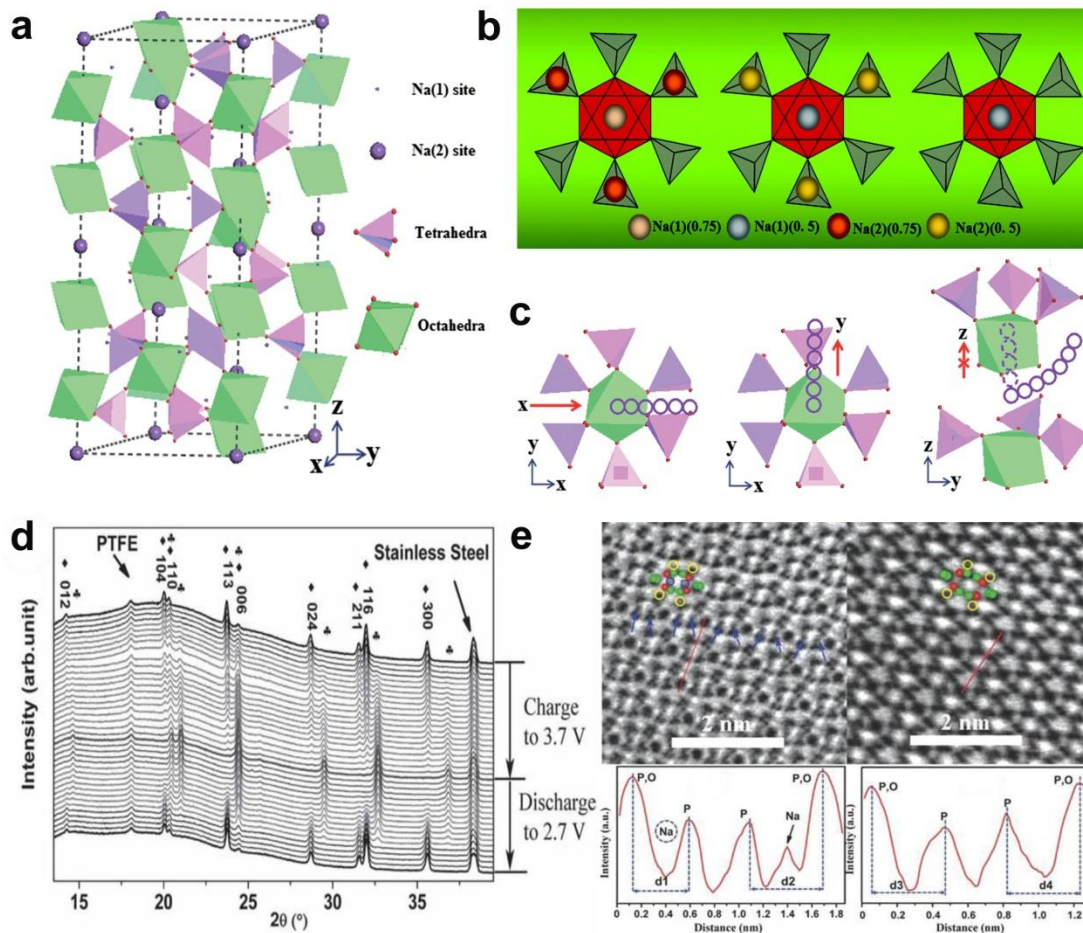 a
Na(1) site
Na(2) site
Tetrahedra
Octahedra
z
x
y
b
Na(1)(0.75)
Na(1)(0. 5)
Na(2)(0.75)
Na(2)(0. 5)
c
x
y
x
y
y
x
z
z
y
d
Intensity (arb.unit)
PTFE
Stainless Steel
♦ 012 ♣
♦ 104
♦ 110 ♣
♣
♦ 113
♦ 006 ♣
♦ 024 ♣
♦ 211
♦ 116
♣
♦ 300
♣
Charge
to 3.7 V
Discharge
to 2.7 V
15 20 25 30 35
2θ (°)
e
2 nm
2 nm
Intensity (a.u.)
P,O
Na
P
P
Na
P,O
d1
d2
0 0.2 0.4 0.6 0.8 1.0 1.2 1.4 1.6 1.8
Distance (nm)
Intensity (a.u.)
P,O
P
P
P,O
d3
d4
0 0.2 0.4 0.6 0.8 1.0 1.2
Distance (nm)